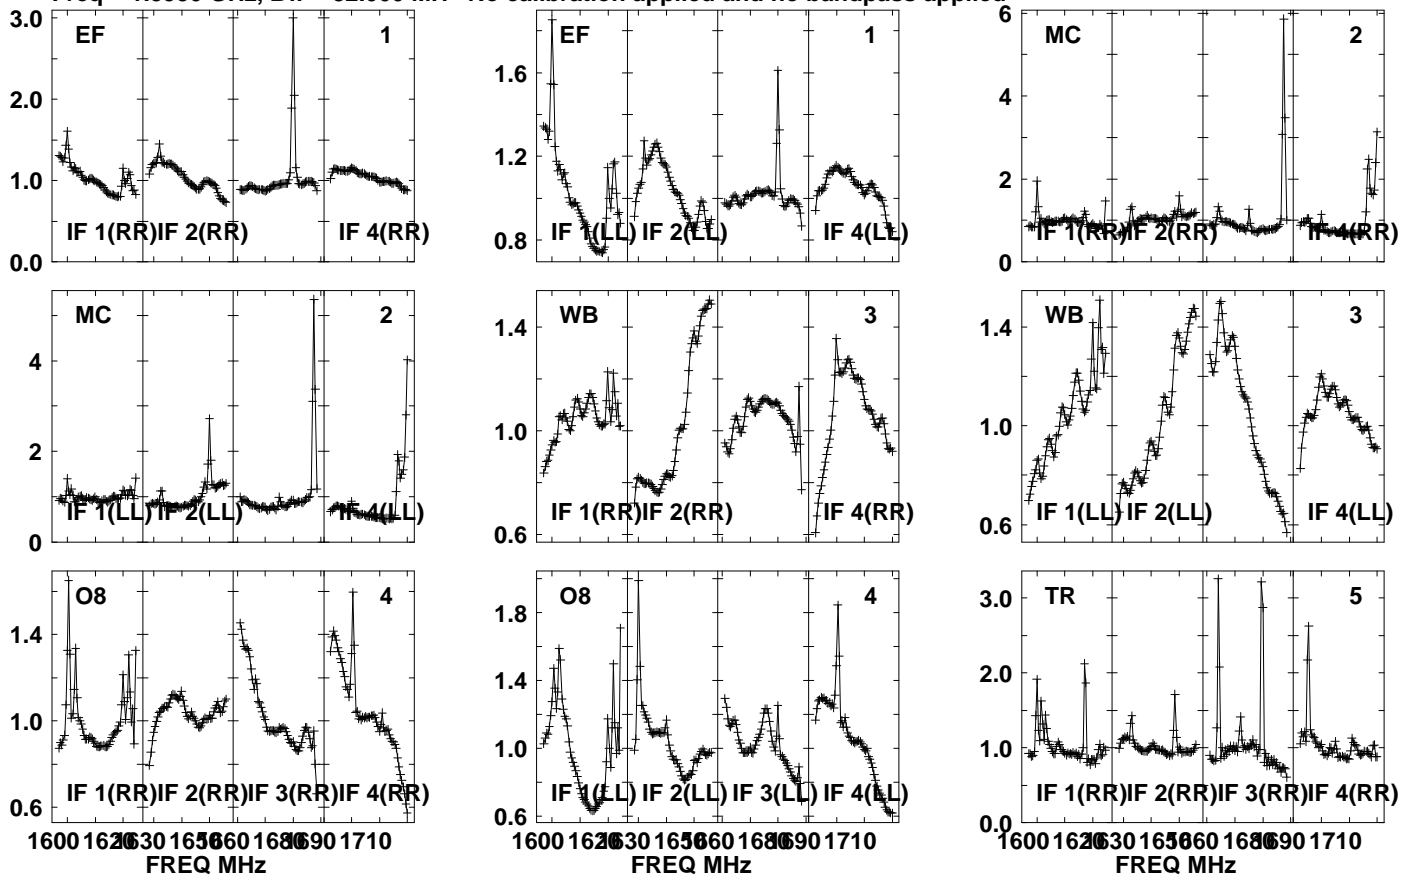 No calibration applied and no bandpass applied
EF 1
3.0
2.0
1.0
0.0
IF 1(RR) IF 2(RR) IF 4(RR)
EF 1
1.6
1.2
0.8
IF 1(LL) IF 2(LL) IF 4(LL)
MC 2
6
4
2
0
IF 1(RR) IF 2(RR) IF 4(RR)
MC 2
4
2
0
IF 1(LL) IF 2(LL) IF 4(LL)
WB 3
1.4
1.0
0.6
IF 1(RR) IF 2(RR) IF 4(RR)
WB 3
1.4
1.0
0.6
IF 1(LL) IF 2(LL) IF 4(LL)
O8 4
1.4
1.0
0.6
IF 1(RR) IF 2(RR) IF 3(RR) IF 4(RR)
1600 1620 1630 1650 1660 1680 1690 1710
FREQ MHz
O8 4
1.8
1.4
1.0
0.6
IF 1(LL) IF 2(LL) IF 3(LL) IF 4(LL)
1600 1620 1630 1650 1660 1680 1690 1710
TR 5
3.0
2.0
1.0
0.0
IF 1(RR) IF 2(RR) IF 3(RR) IF 4(RR)
1600 1620 1630 1650 1660 1680 1690 1710
FREQ MHz